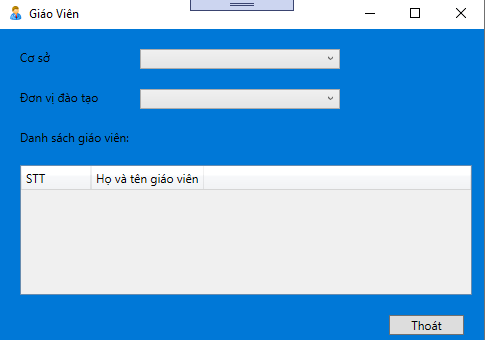 Giáo Viên
Cơ sở
Đơn vị đào tạo
Danh sách giáo viên:
STT Họ và tên giáo viên
Thoát